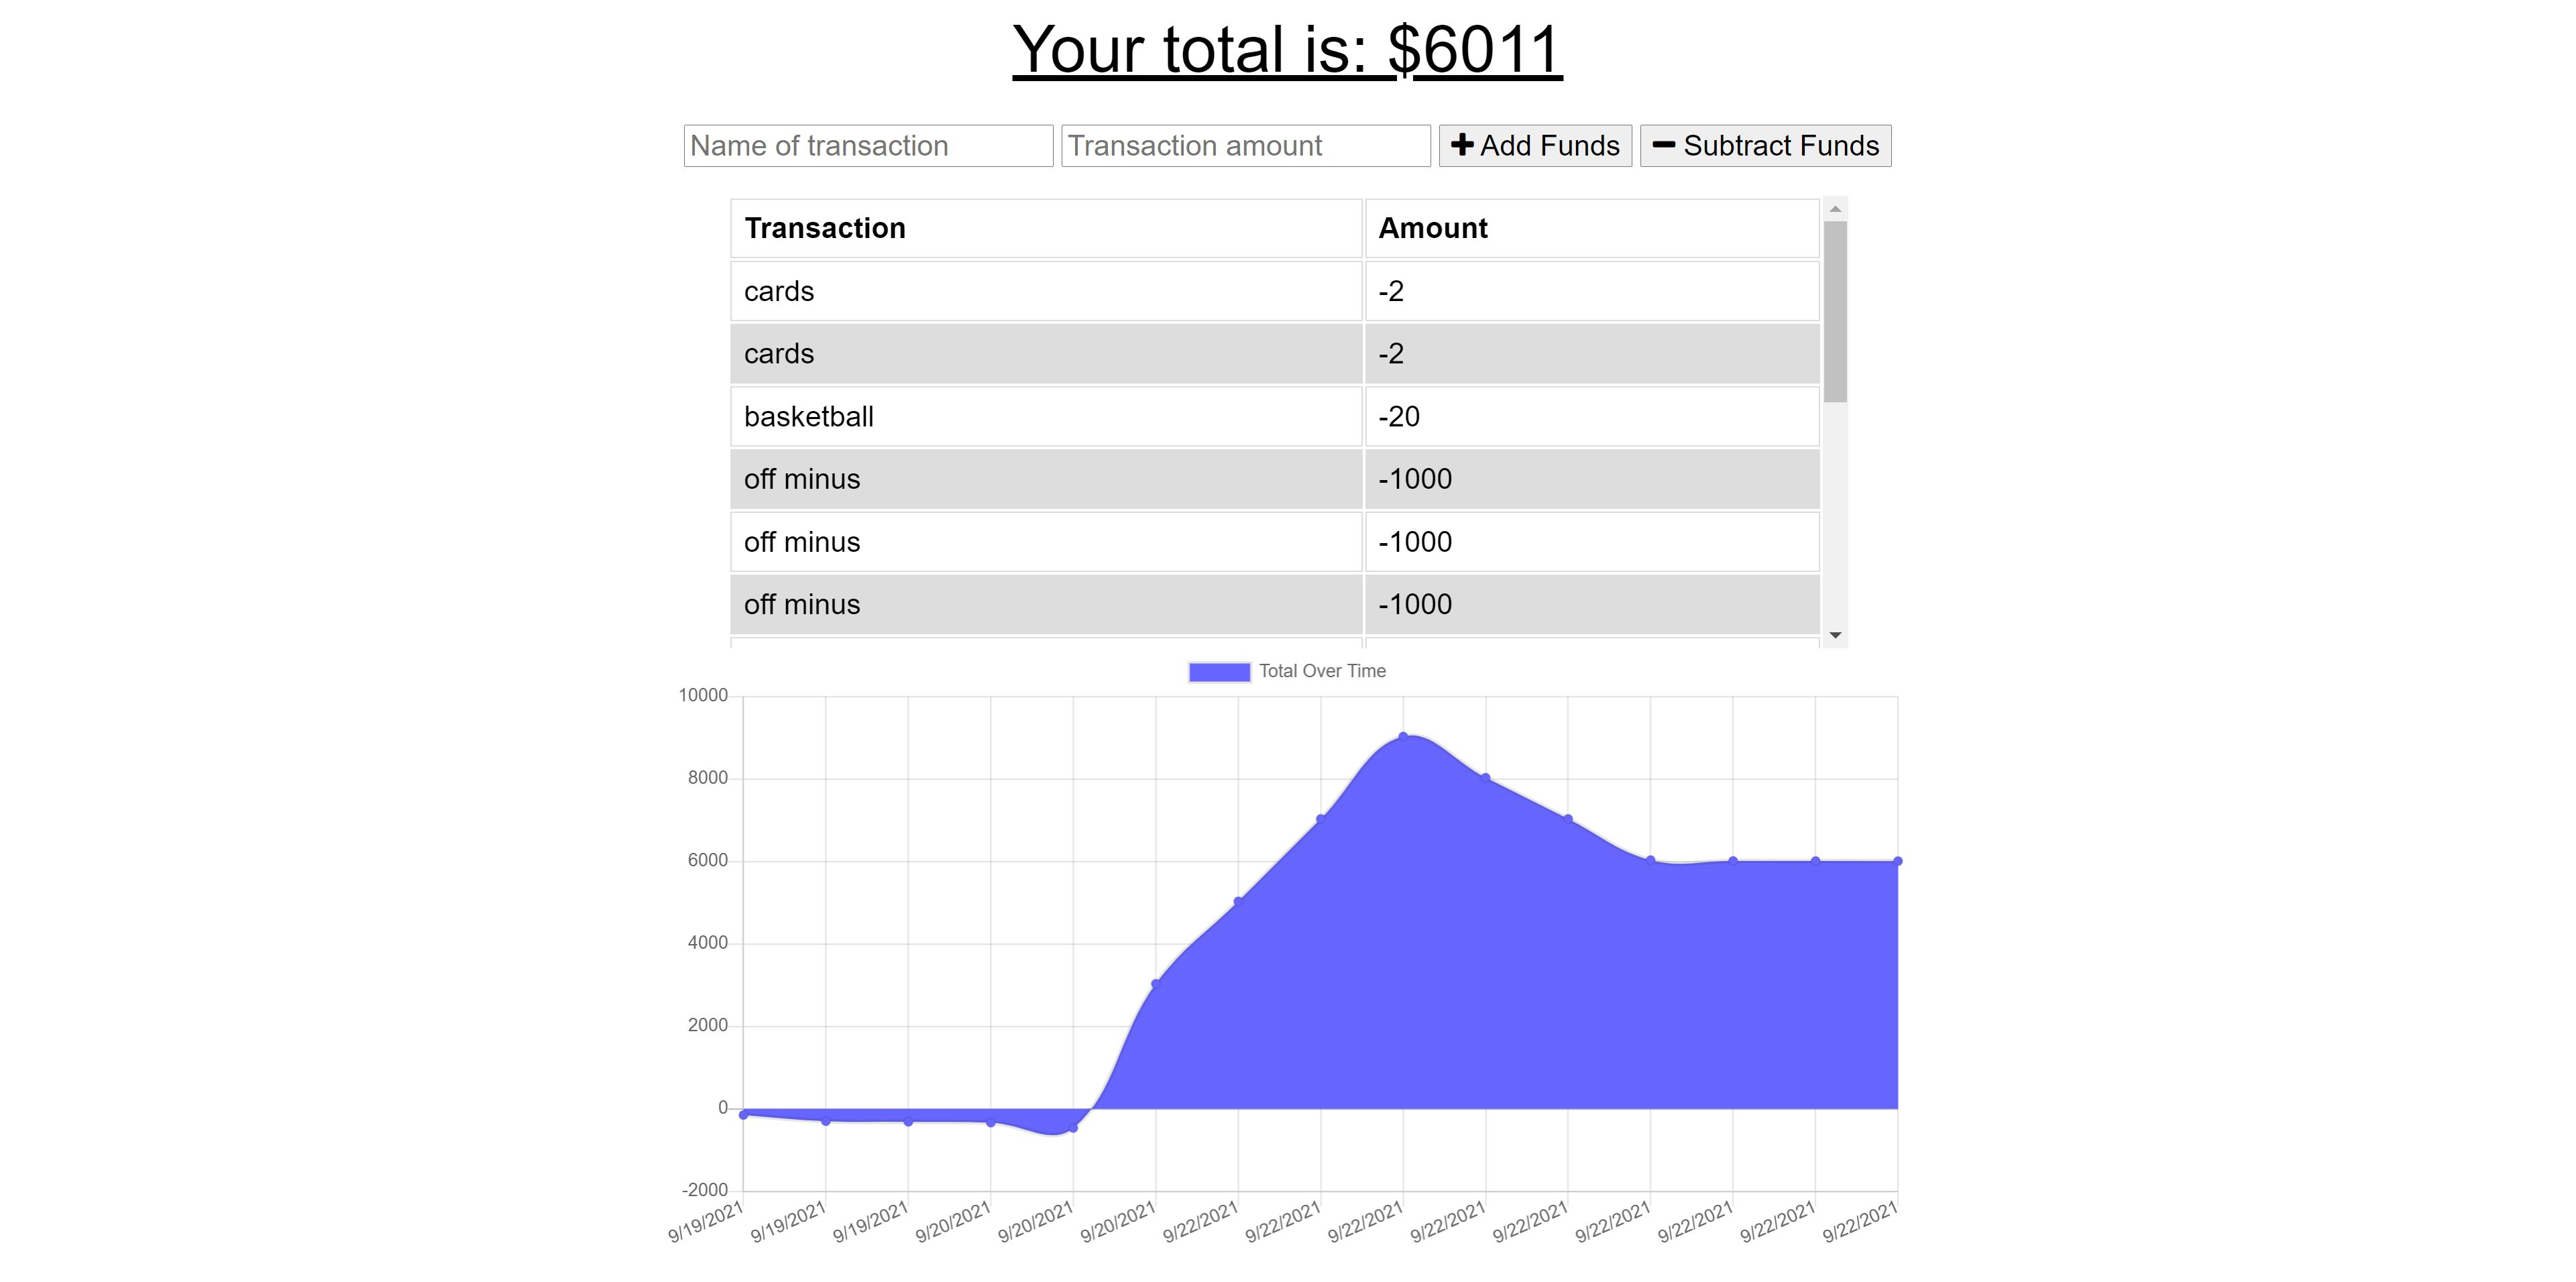 Your total is: $6011
Name of transaction Transaction amount Add Funds Subtract Funds
Transaction Amount
cards -2
cards -2
basketball -20
off minus -1000
off minus -1000
off minus -1000
Total Over Time
10000
8000
6000
4000
2000
0
-2000
9/19/2021 9/19/2021 9/19/2021 9/20/2021 9/20/2021 9/20/2021 9/22/2021 9/22/2021 9/22/2021 9/22/2021 9/22/2021 9/22/2021 9/22/2021 9/22/2021 9/22/2021